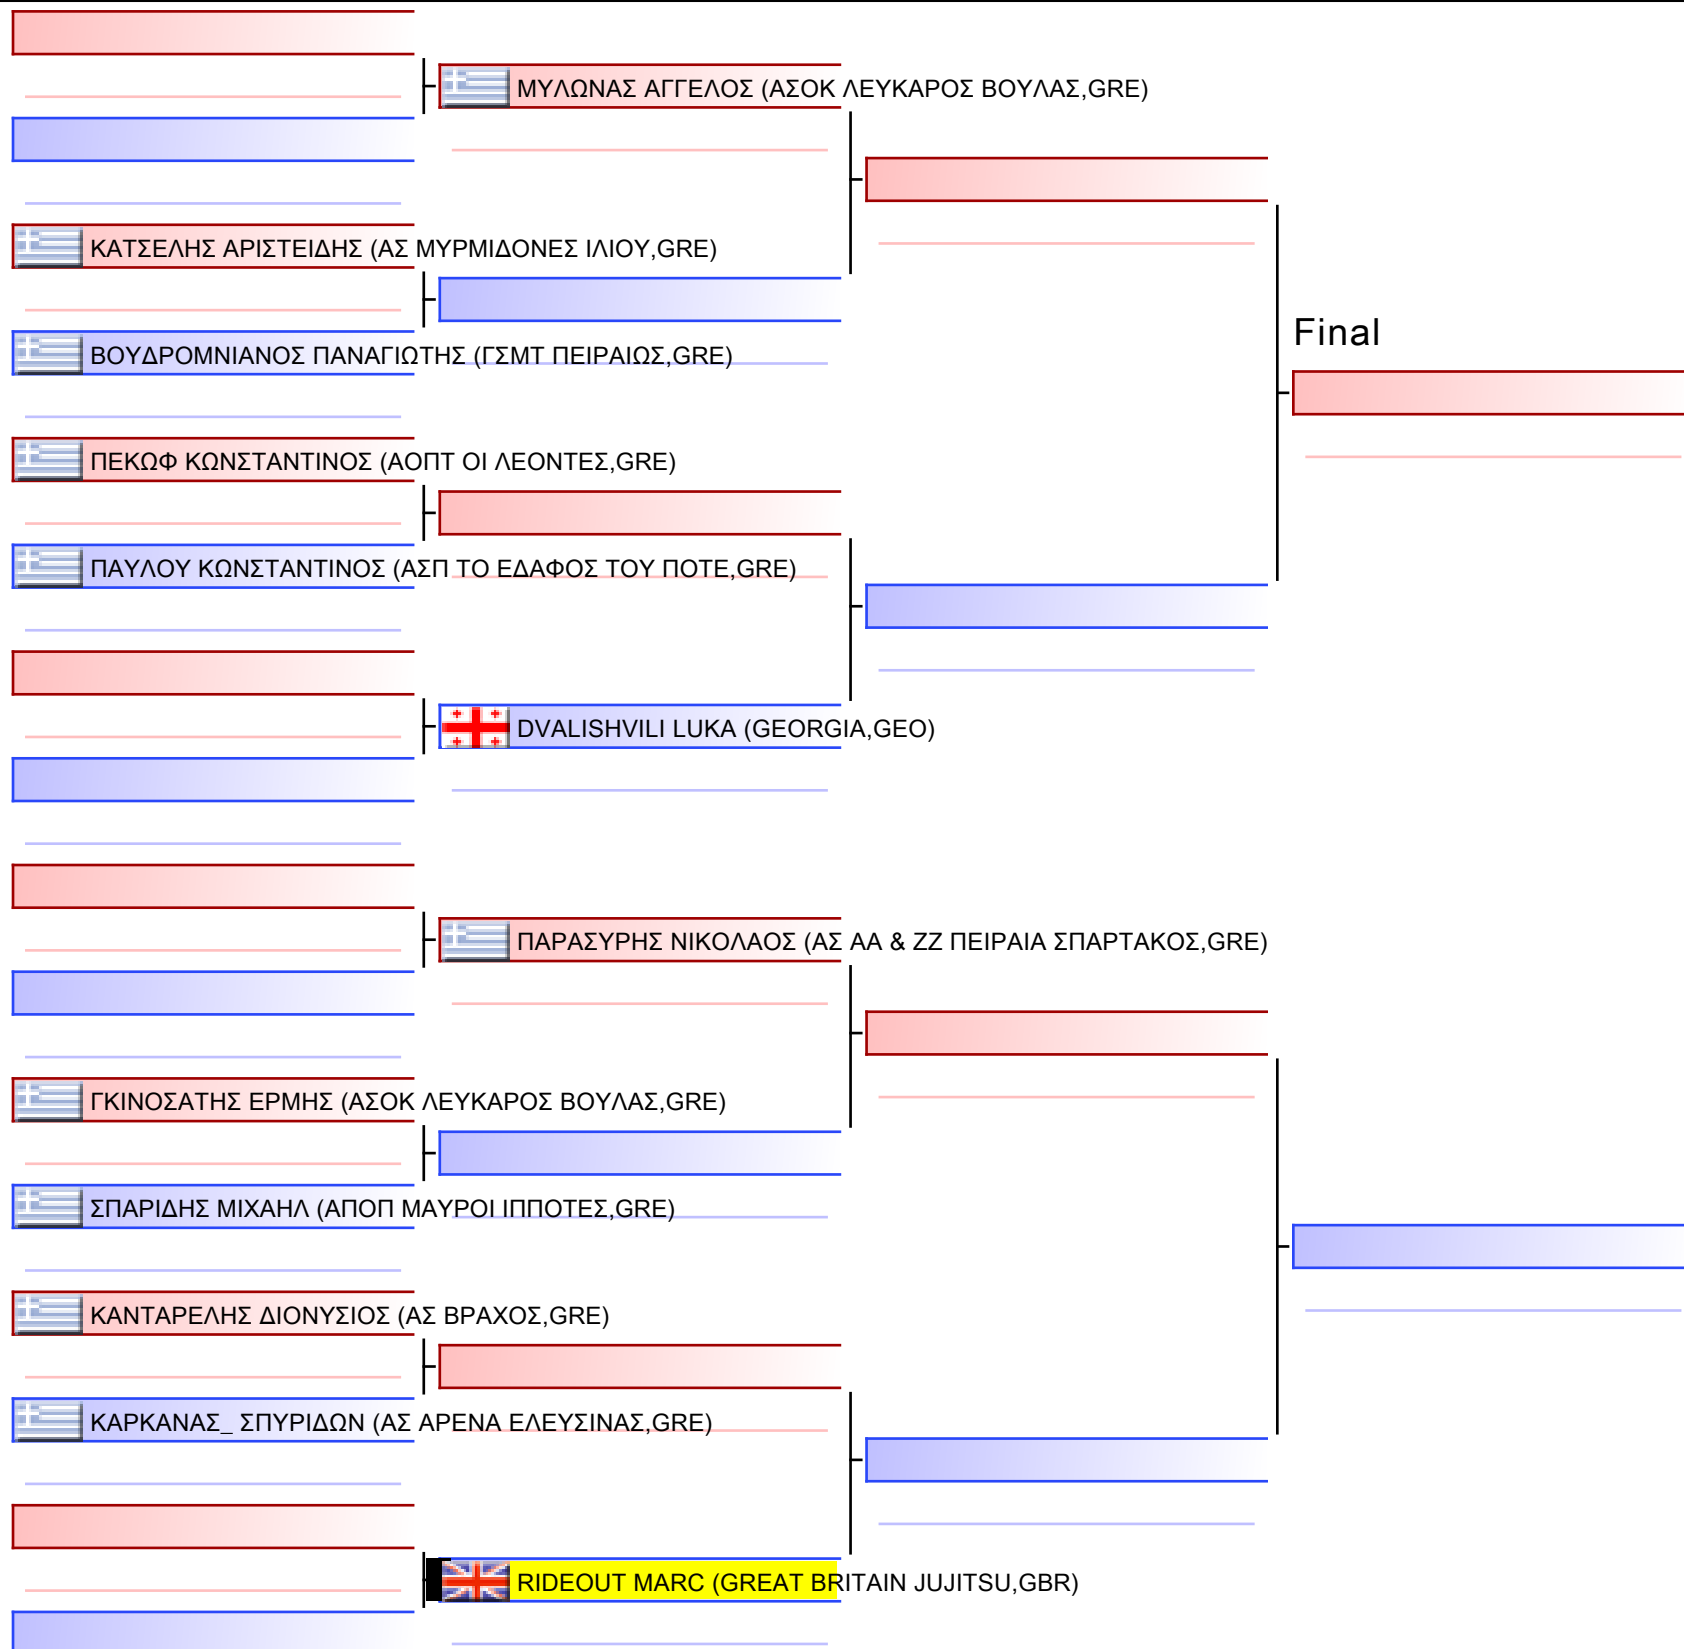 ΜΥΛΩΝΑΣ ΑΓΓΕΛΟΣ (ΑΣΟΚ ΛΕΥΚΑΡΟΣ ΒΟΥΛΑΣ,GRE)
ΚΑΤΣΕΛΗΣ ΑΡΙΣΤΕΙΔΗΣ (ΑΣ ΜΥΡΜΙΔΟΝΕΣ ΙΛΙΟΥ,GRE)
Final
ΒΟΥΔΡΟΜΝΙΑΝΟΣ ΠΑΝΑΓΙΩΤΗΣ (ΓΣΜΤ ΠΕΙΡΑΙΩΣ,GRE)
ΠΕΚΩΦ ΚΩΝΣΤΑΝΤΙΝΟΣ (ΑΟΠΤ ΟΙ ΛΕΟΝΤΕΣ,GRE)
ΠΑΥΛΟΥ ΚΩΝΣΤΑΝΤΙΝΟΣ (ΑΣΠ ΤΟ ΕΔΑΦΟΣ ΤΟΥ ΠΟΤΕ,GRE)
DVALISHVILI LUKA (GEORGIA,GEO)
ΠΑΡΑΣΥΡΗΣ ΝΙΚΟΛΑΟΣ (ΑΣ ΑΑ & ΖΖ ΠΕΙΡΑΙΑ ΣΠΑΡΤΑΚΟΣ,GRE)
ΓΚΙΝΟΣΑΤΗΣ ΕΡΜΗΣ (ΑΣΟΚ ΛΕΥΚΑΡΟΣ ΒΟΥΛΑΣ,GRE)
ΣΠΑΡΙΔΗΣ ΜΙΧΑΗΛ (ΑΠΟΠ ΜΑΥΡΟΙ ΙΠΠΟΤΕΣ,GRE)
ΚΑΝΤΑΡΕΛΗΣ ΔΙΟΝΥΣΙΟΣ (ΑΣ ΒΡΑΧΟΣ,GRE)
ΚΑΡΚΑΝΑΣ_ ΣΠΥΡΙΔΩΝ (ΑΣ ΑΡΕΝΑ ΕΛΕΥΣΙΝΑΣ,GRE)
RIDEOUT MARC (GREAT BRITAIN JUJITSU,GBR)